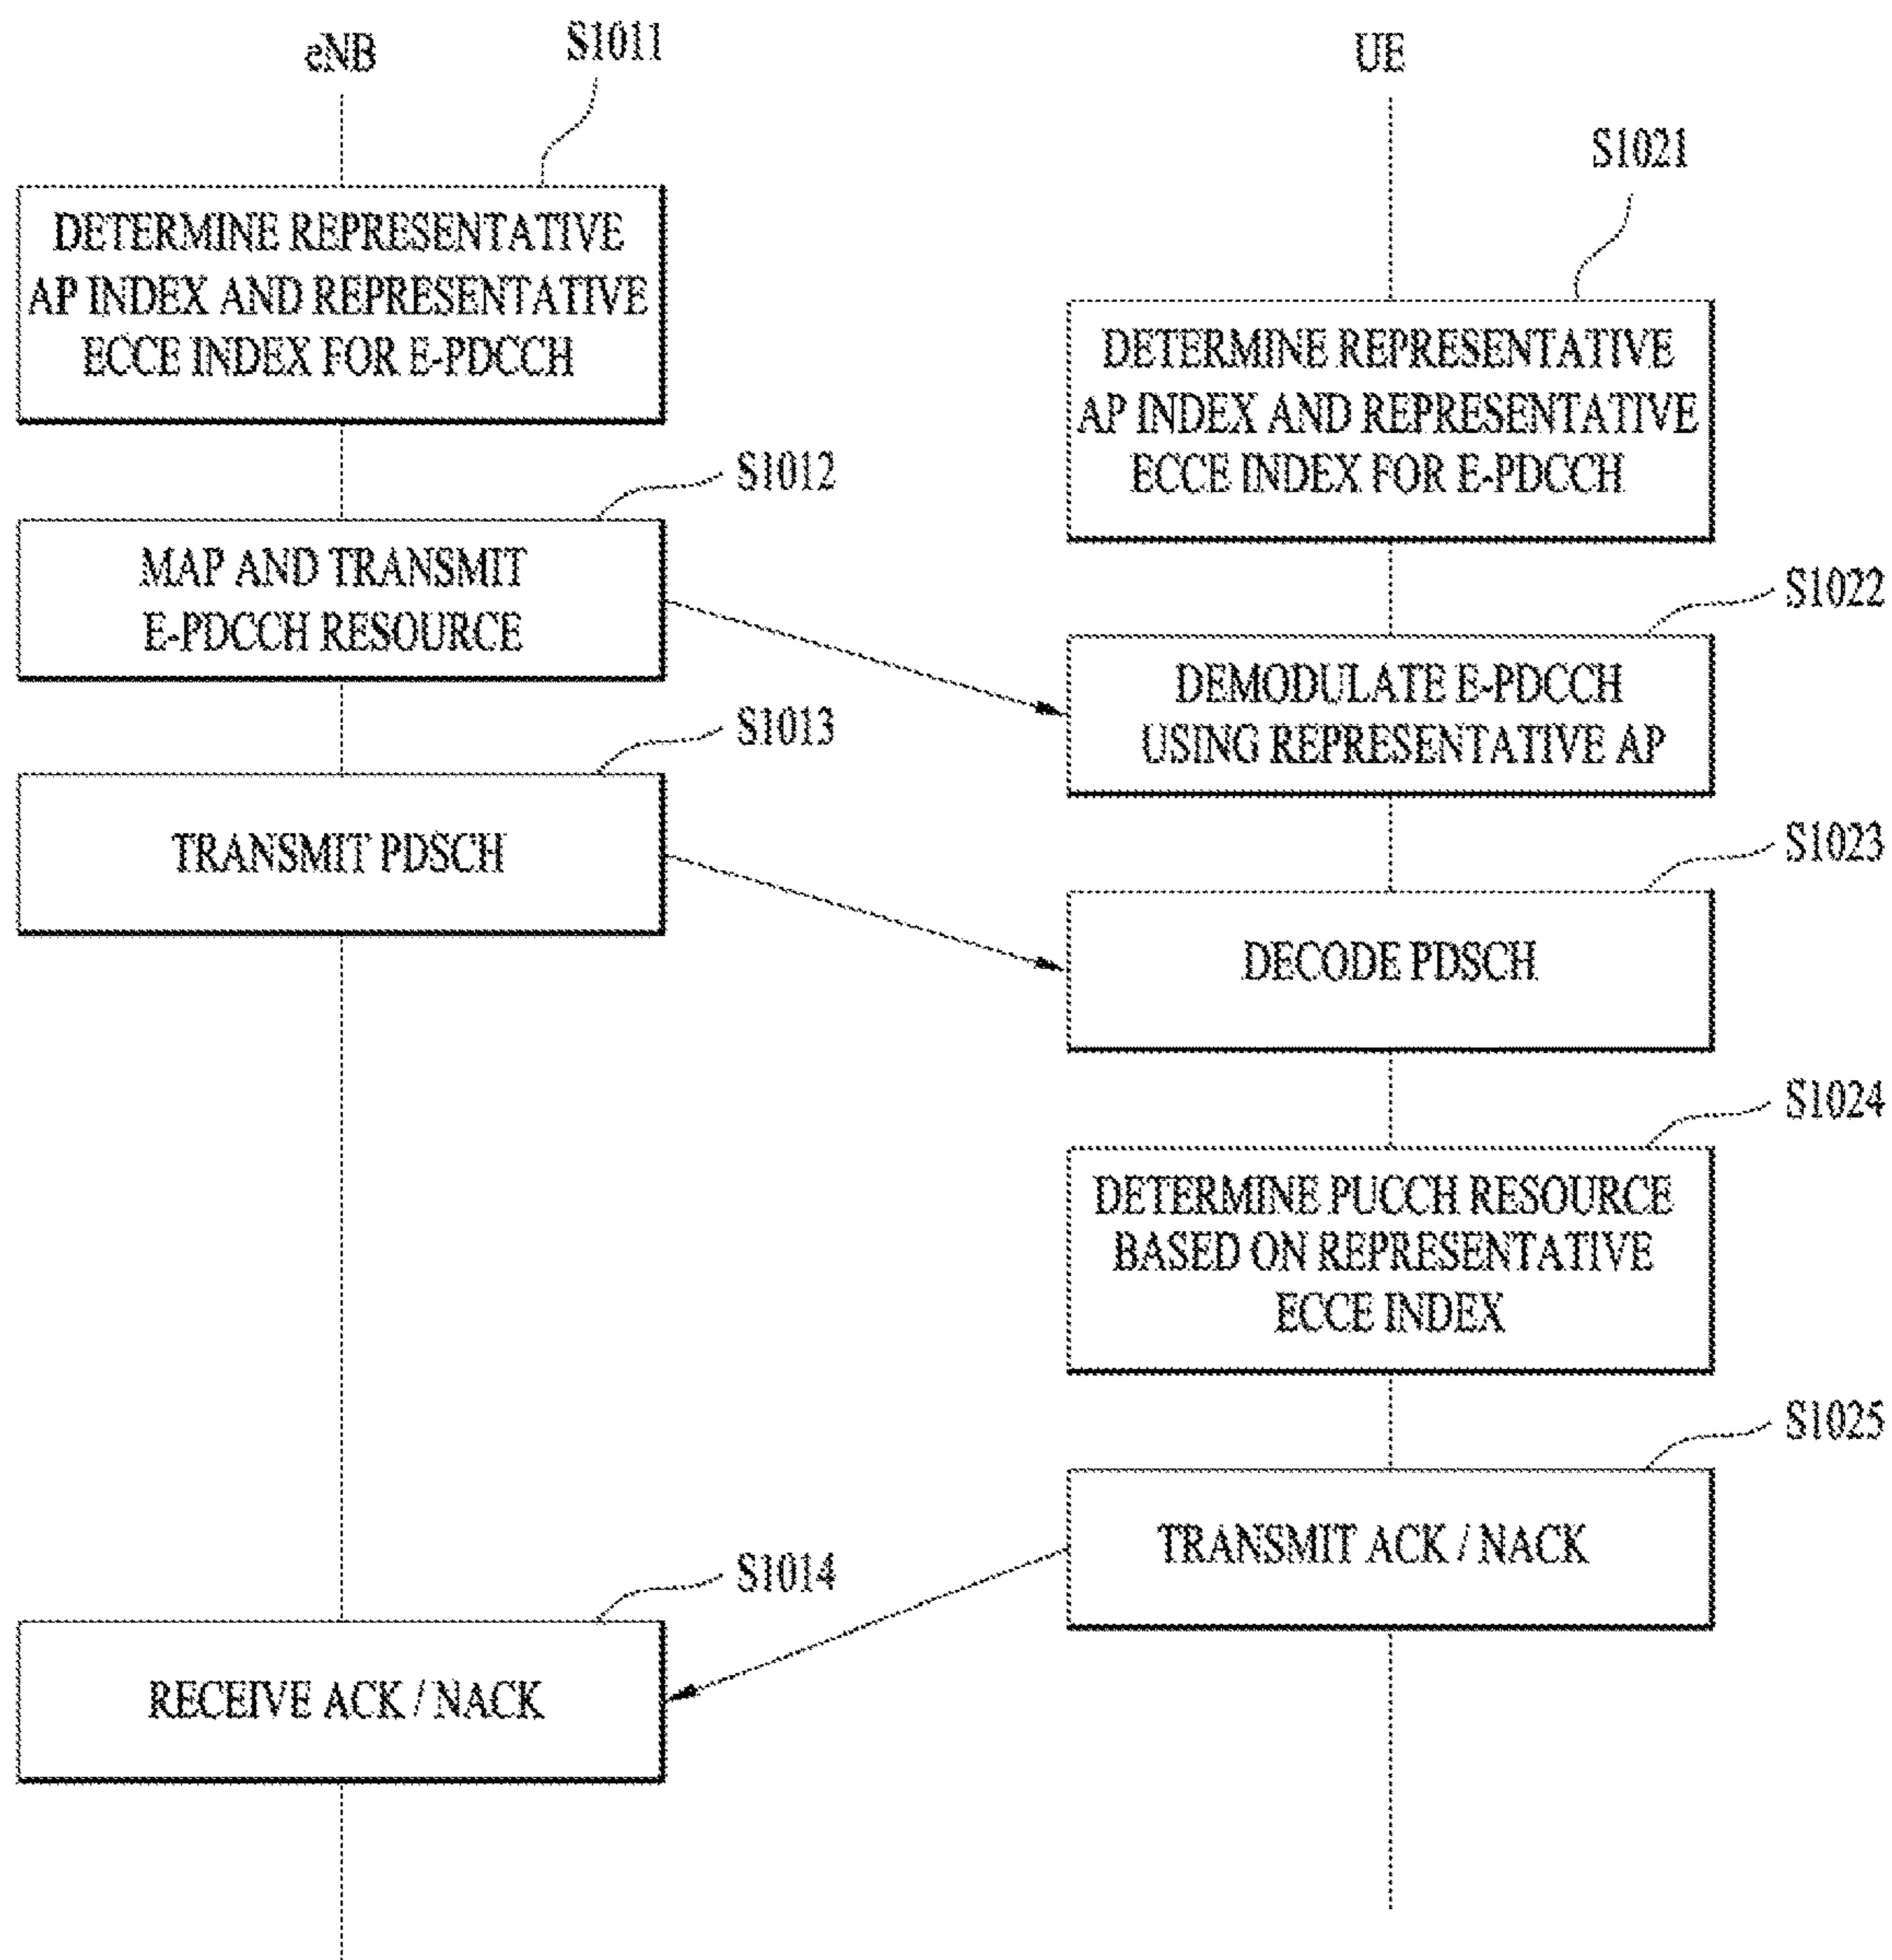 eNB
S1011
UE
S1021
DETERMINE REPRESENTATIVE
AP INDEX AND REPRESENTATIVE
ECCE INDEX FOR E-PDCCH
DETERMINE REPRESENTATIVE
AP INDEX AND REPRESENTATIVE
ECCE INDEX FOR E-PDCCH
S1012
MAP AND TRANSMIT
E-PDCCH RESOURCE
S1022
DEMODULATE E-PDCCH
USING REPRESENTATIVE AP
S1013
TRANSMIT PDSCH
S1023
DECODE PDSCH
S1024
DETERMINE PUCCH RESOURCE
BASED ON REPRESENTATIVE
ECCE INDEX
S1025
TRANSMIT ACK / NACK
S1014
RECEIVE ACK / NACK